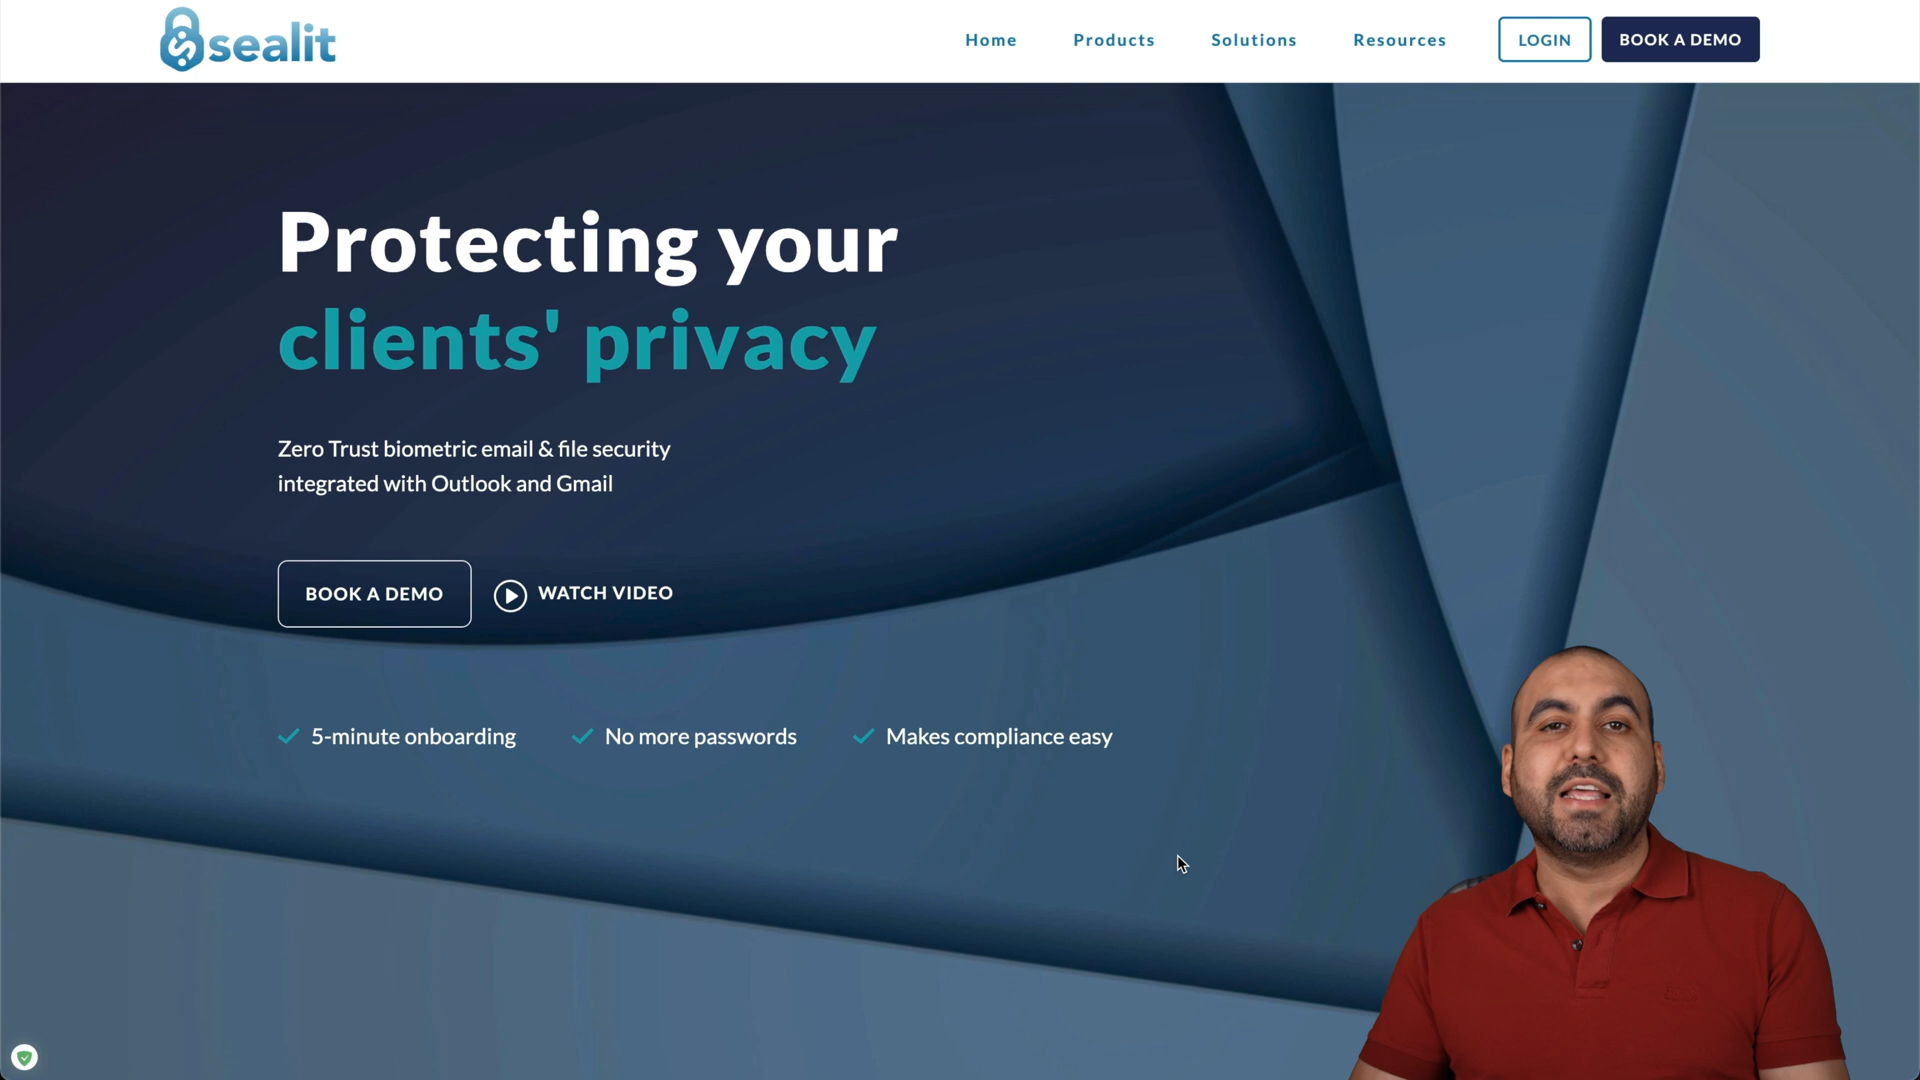 sealit
Home
Products
Solutions
Resources
LOGIN
BOOK A DEMO
Protecting your
clients' privacy
Zero Trust biometric email & file security
integrated with Outlook and Gmail
BOOK A DEMO
WATCH VIDEO
5-minute onboarding
No more passwords
Makes compliance easy